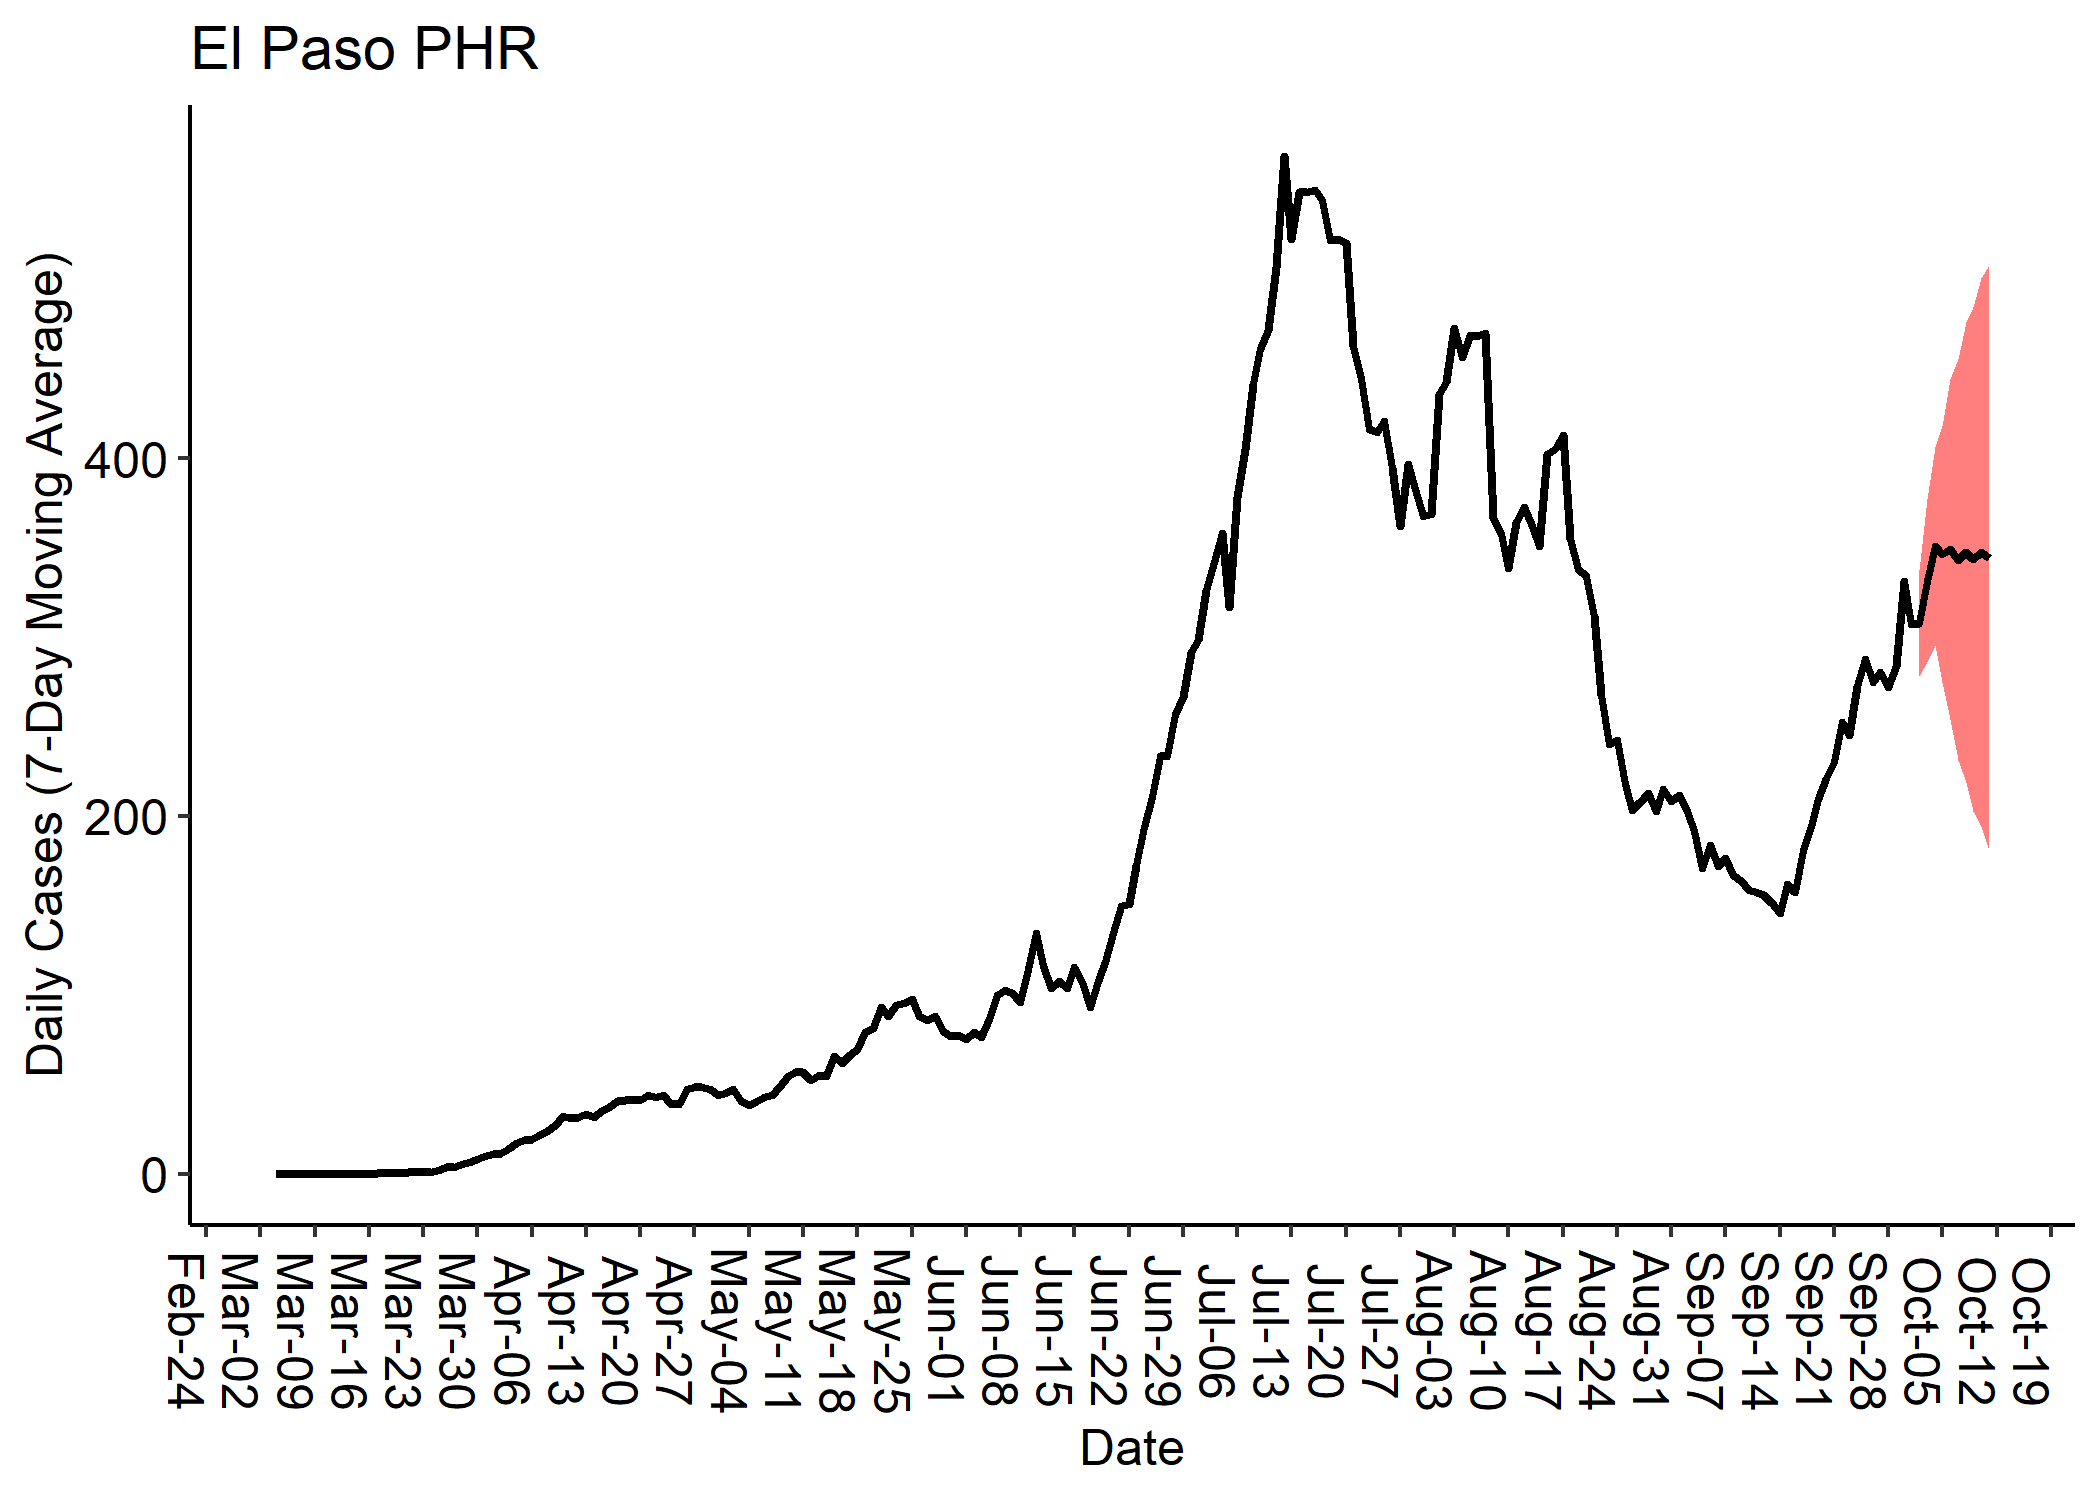 El Paso PHR
Daily Cases (7-Day Moving Average)
400
200
0
Feb-24
Mar-02
Mar-09
Mar-16
Mar-23
Mar-30
Apr-06
Apr-13
Apr-20
Apr-27
May-04
May-11
May-18
May-25
Jun-01
Jun-08
Jun-15
Jun-22
Jun-29
Jul-06
Jul-13
Jul-20
Jul-27
Aug-03
Aug-10
Aug-17
Aug-24
Aug-31
Sep-07
Sep-14
Sep-21
Sep-28
Oct-05
Oct-12
Oct-19
Date